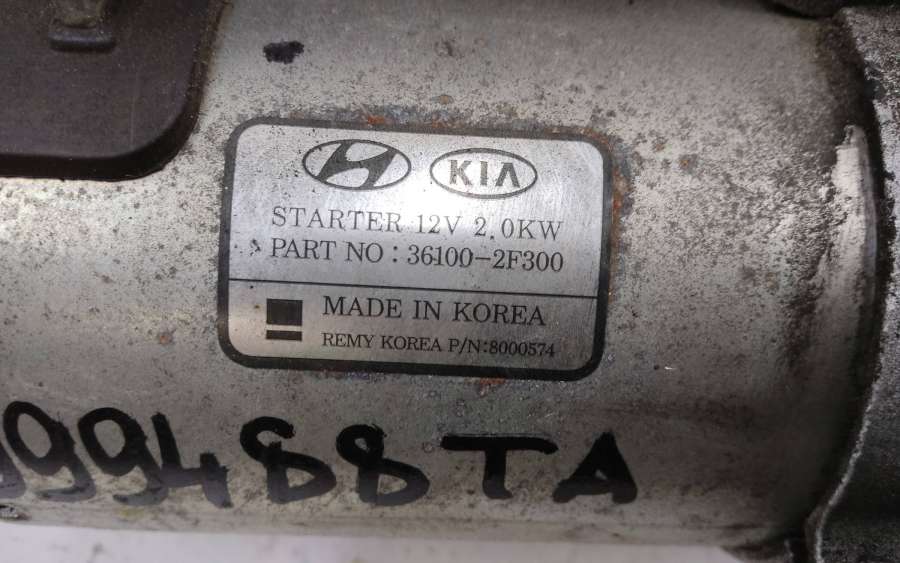 KIA
STARTER 12V 2.0KW
PART NO : 36100-2F300
MADE IN KOREA
REMY KOREA P/N:8000574
99488TA